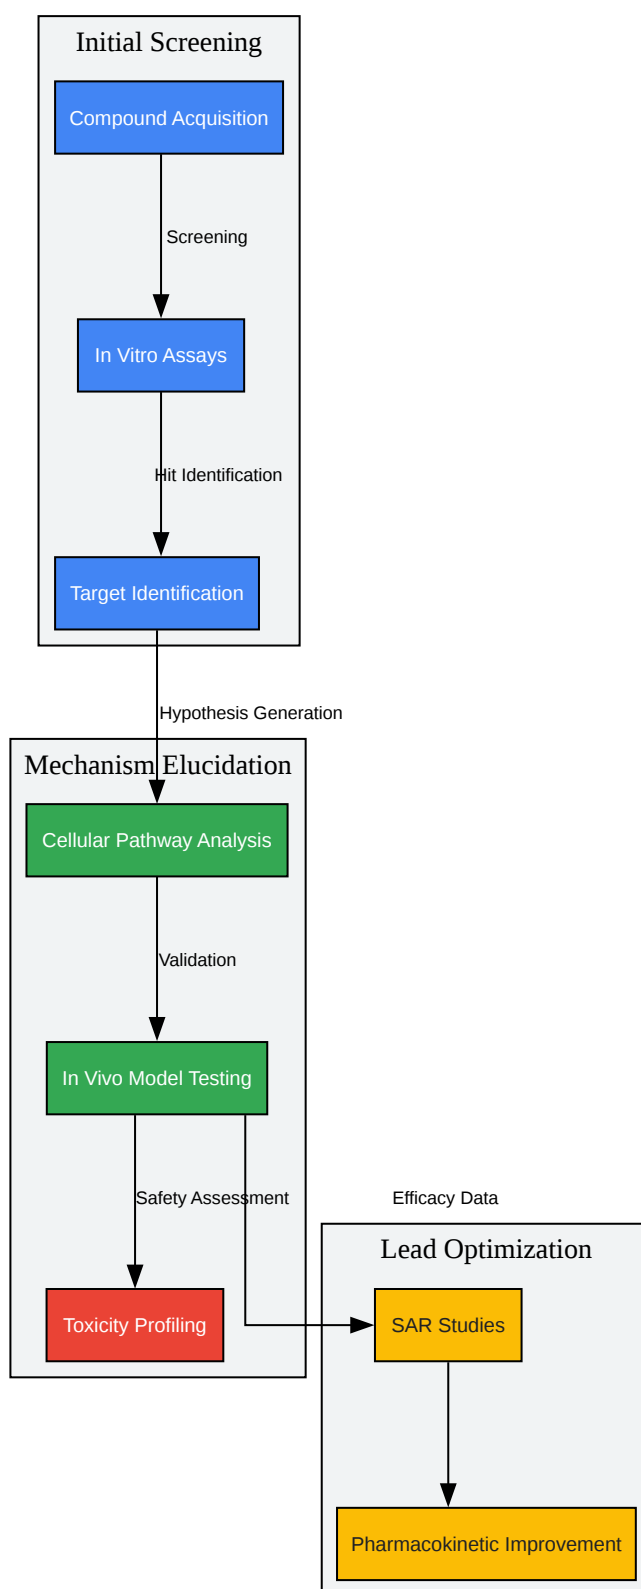 Initial Screening
Compound Acquisition
Screening
In Vitro Assays
Hit Identification
Target Identification
Hypothesis Generation
Mechanism Elucidation
Cellular Pathway Analysis
Validation
In Vivo Model Testing
Safety Assessment
Efficacy Data
Lead Optimization
Toxicity Profiling
SAR Studies
Pharmacokinetic Improvement